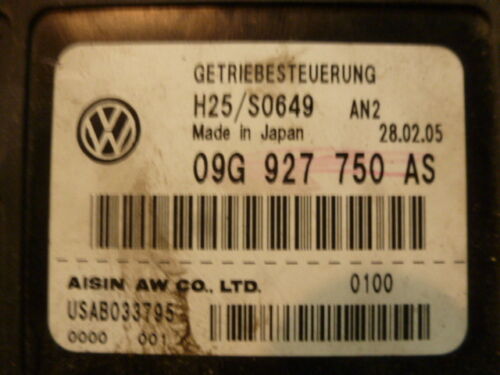 GETRIEBESTEUERUNG
H25/S0649 AN2
Made in Japan 28.02.05
09G 927 750 AS
AISIN AW CO., LTD. 0100
USAB033795
0000 001